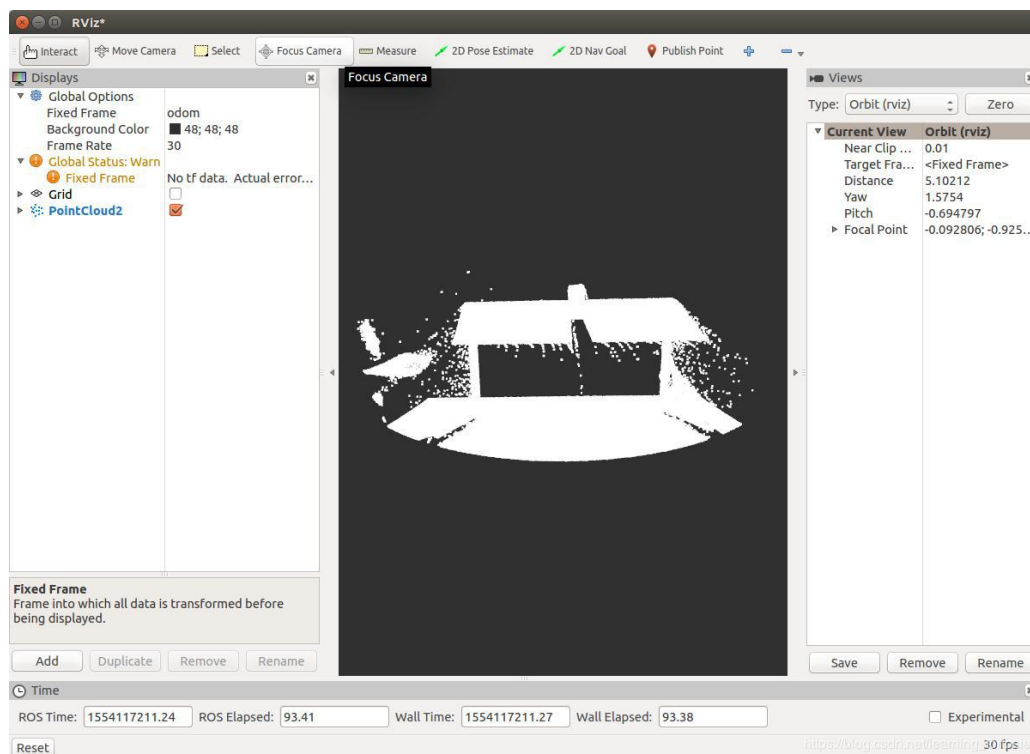 RViz*
Interact Move Camera Select Focus Camera Measure 2D Pose Estimate 2D Nav Goal Publish Point
Focus Camera
Displays
Global Options
Fixed Frame odom
Background Color 48; 48; 48
Frame Rate 30
Global Status: Warn
Fixed Frame No tf data. Actual error...
Grid
PointCloud2
Fixed Frame
Frame into which all data is transformed before
being displayed.
Add Duplicate Remove Rename
Views
Type: Orbit (rviz) Zero
Current View Orbit (rviz)
Near Clip ... 0.01
Target Fra... <Fixed Frame>
Distance 5.10212
Yaw 1.5754
Pitch -0.694797
Focal Point -0.092806; -0.925...
Save Remove Rename
Time
ROS Time: 1554117211.24 ROS Elapsed: 93.41 Wall Time: 1554117211.27 Wall Elapsed: 93.38 Experimental
Reset 30 fps